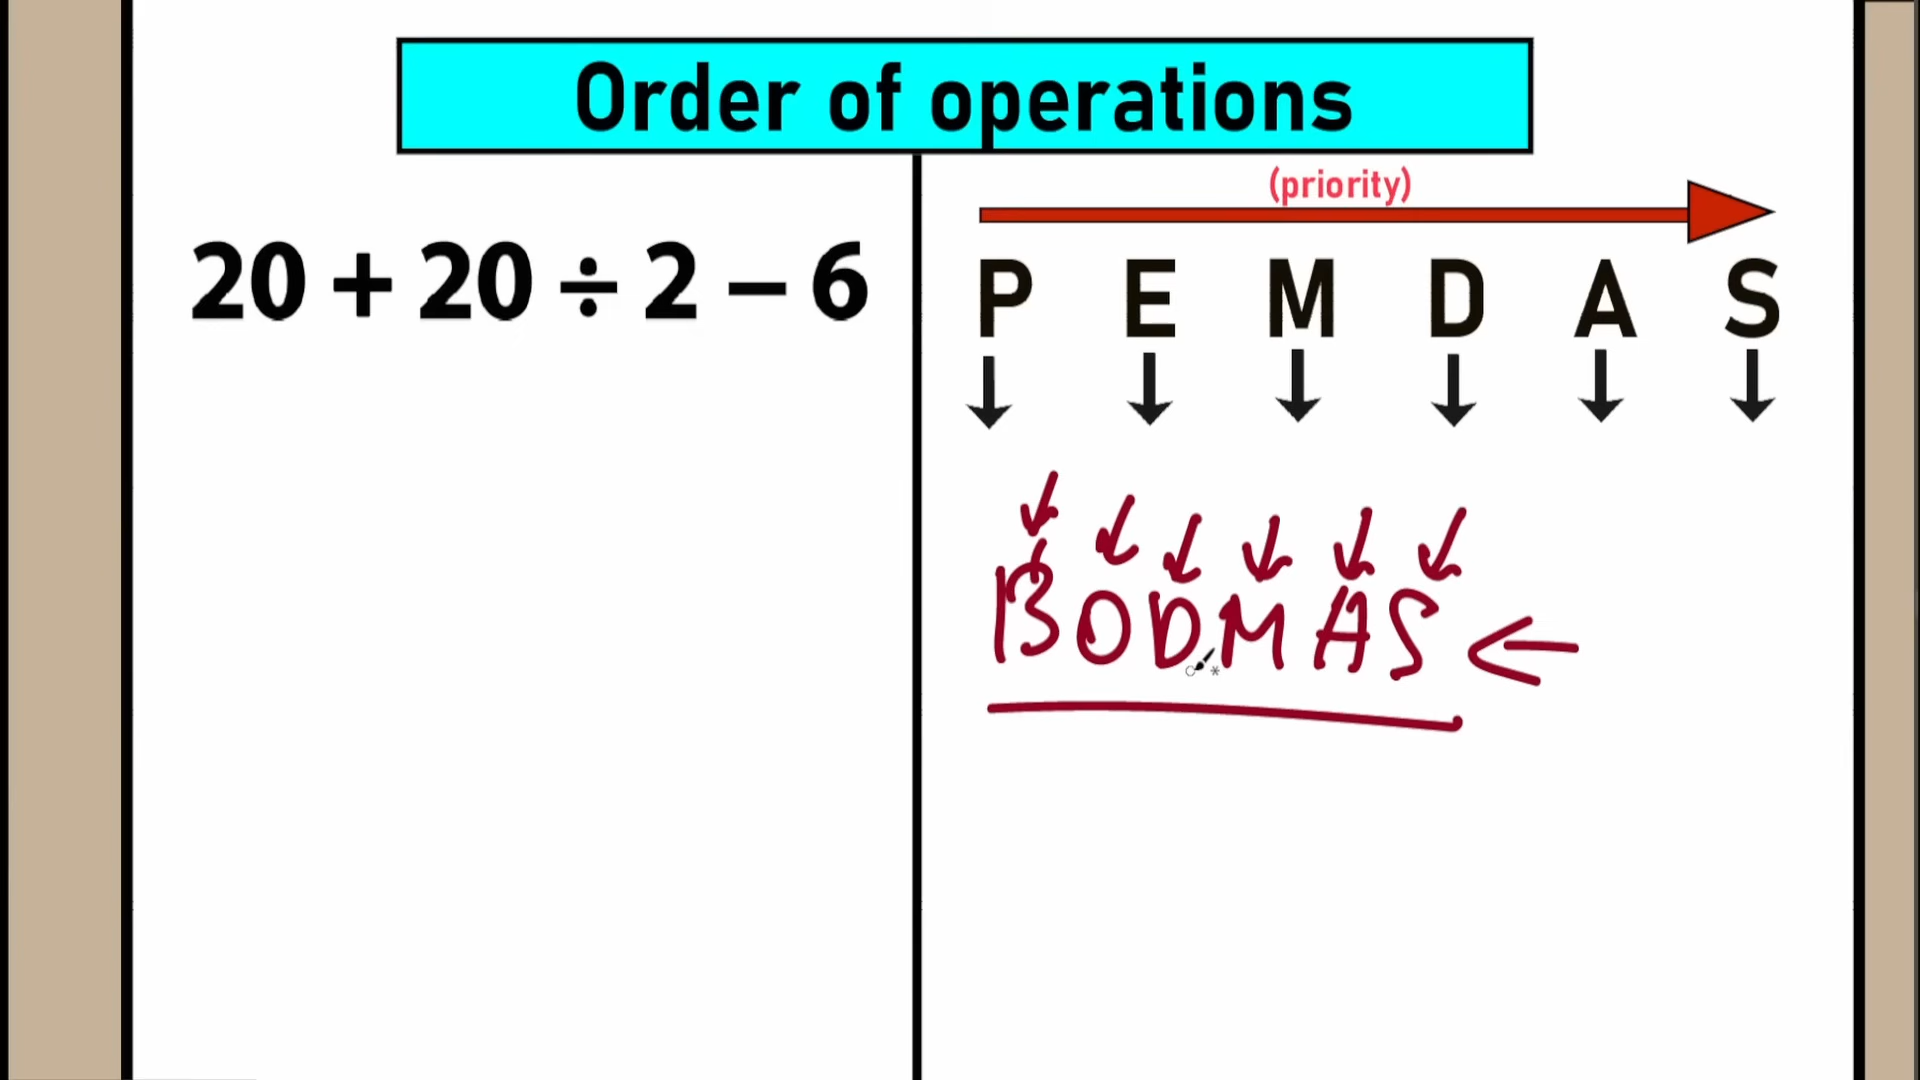 Order of operations
20 + 20 ÷ 2 – 6
(priority)
P E M D A S
BODMAS